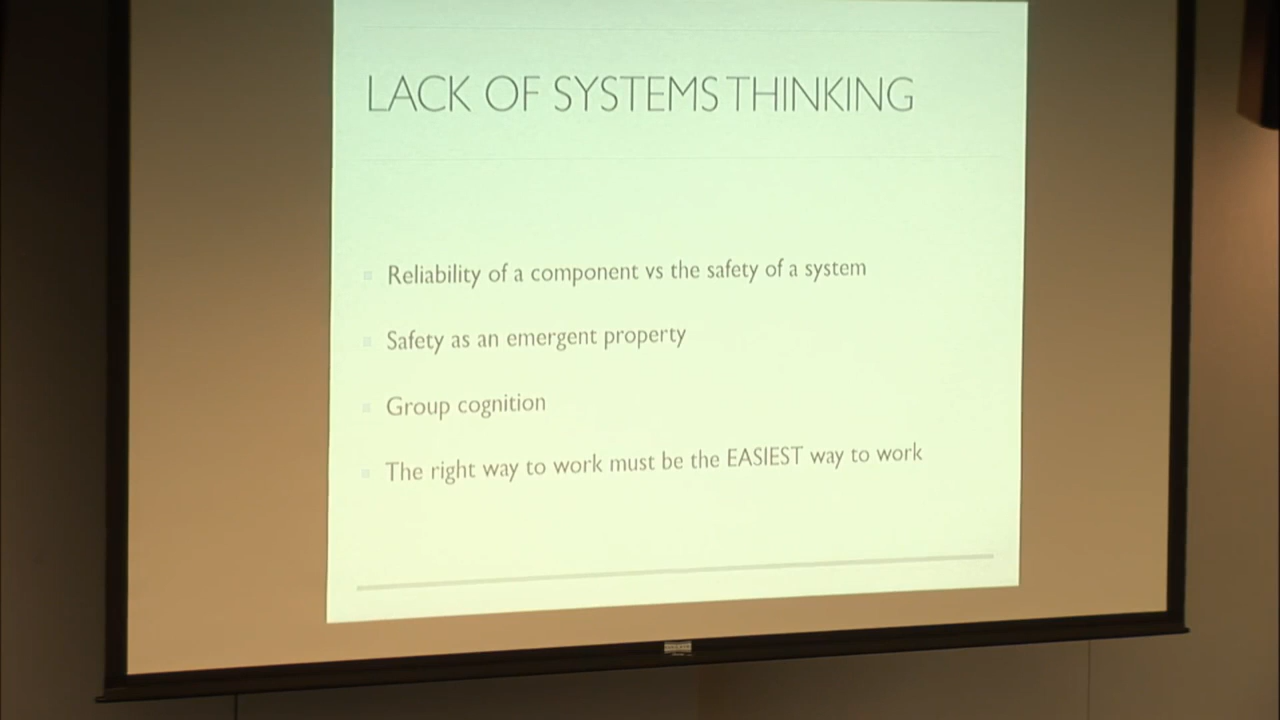 LACK OF SYSTEMS THINKING
Reliability of a component vs the safety of a system
Safety as an emergent property
Group cognition
The right way to work must be the EASIEST way to work